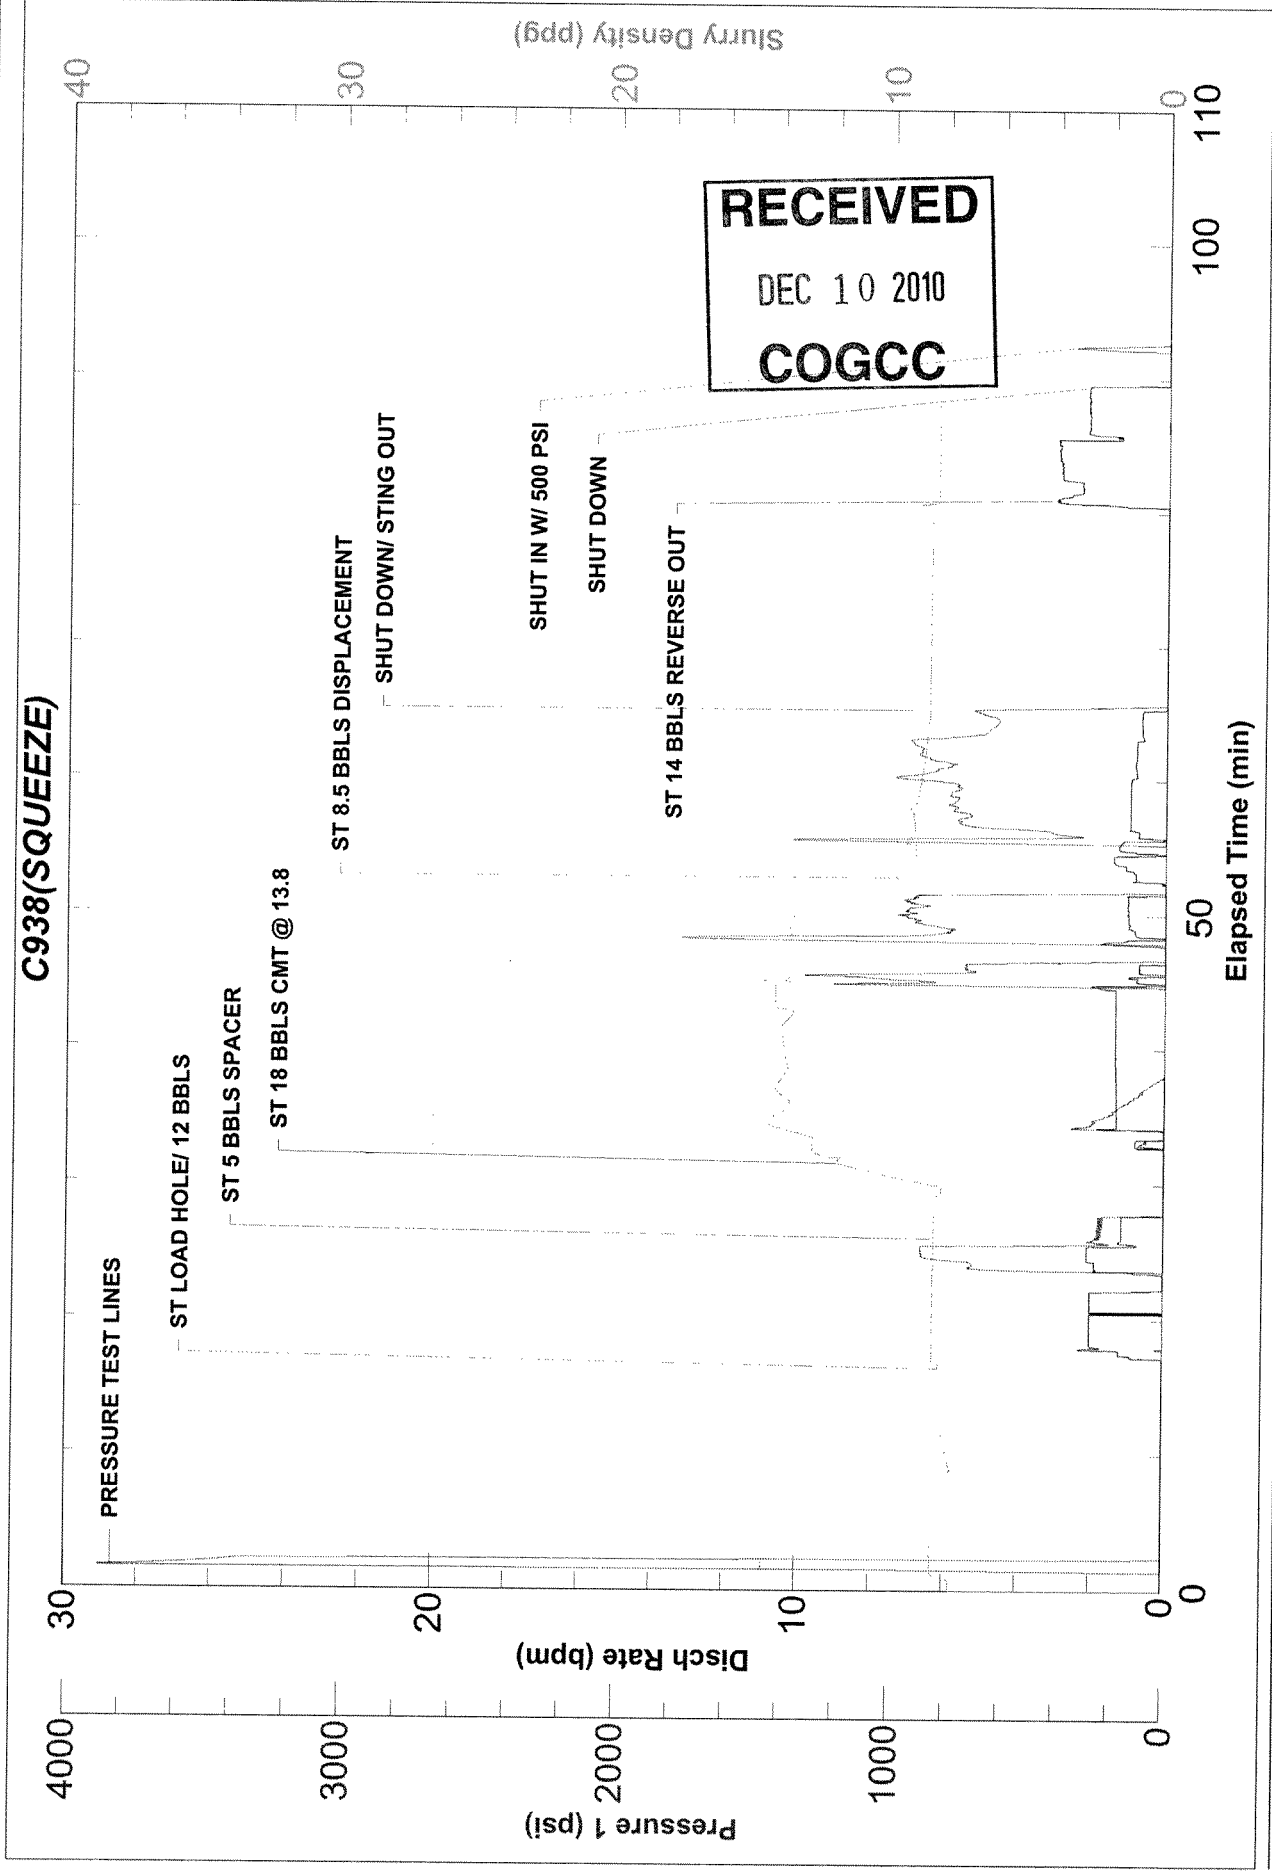 C938(SQUEEZE)
PRESSURE TEST LINES
ST LOAD HOLE/ 12 BBLS
ST 5 BBLS SPACER
ST 18 BBLS CMT @ 13.8
ST 8.5 BBLS DISPLACEMENT
SHUT DOWN/ STING OUT
SHUT IN W/ 500 PSI
SHUT DOWN
ST 14 BBLS REVERSE OUT
RECEIVED
DEC 10 2010
COGCC
Pressure 1 (psi)
4000
3000
2000
1000
0
Disch Rate (bpm)
30
20
10
0
Slurry Density (ppg)
40
30
20
10
0
0
50
100
110
Elapsed Time (min)